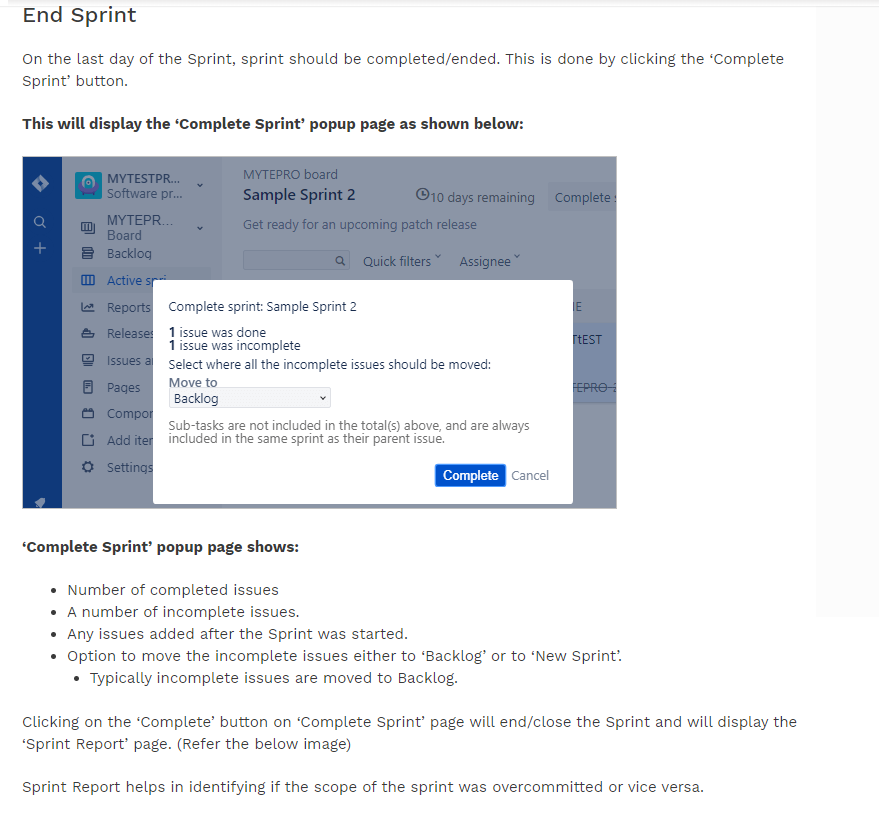 End Sprint
On the last day of the Sprint, sprint should be completed/ended. This is done by clicking the ‘Complete
Sprint’ button.
This will display the ‘Complete Sprint’ popup page as shown below:
MYTESTPR...
Software pr...
MYTEPR...
Board
Backlog
Active spri
Reports
Releases
Issues a
Pages
Compor
Add iter
Settings
MYTEPRO board
Sample Sprint 2
10 days remaining
Complete
Get ready for an upcoming patch release
Quick filters
Assignee
Complete sprint: Sample Sprint 2
1 issue was done
1 issue was incomplete
Select where all the incomplete issues should be moved:
Move to
Backlog
Sub-tasks are not included in the total(s) above, and are always
included in the same sprint as their parent issue.
Complete Cancel
‘Complete Sprint’ popup page shows:
• Number of completed issues
• A number of incomplete issues.
• Any issues added after the Sprint was started.
• Option to move the incomplete issues either to ‘Backlog’ or to ‘New Sprint’.
• Typically incomplete issues are moved to Backlog.
Clicking on the ‘Complete’ button on ‘Complete Sprint’ page will end/close the Sprint and will display the
‘Sprint Report’ page. (Refer the below image)
Sprint Report helps in identifying if the scope of the sprint was overcommitted or vice versa.